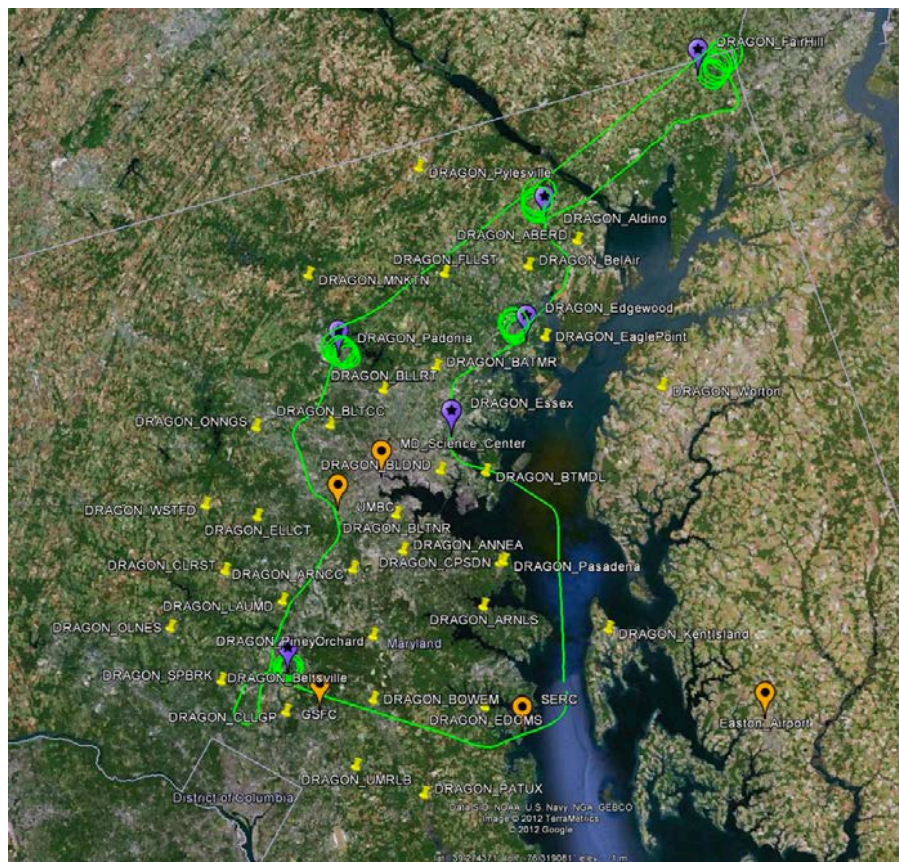 DRAGON_FairHill
DRAGON_Pylesville
DRAGON_Aldino
DRAGON_ABERD
DRAGON_FLLST
DRAGON_BelAir
DRAGON_MNKTN
DRAGON_Edgewood
DRAGON_Padonia
DRAGON_EaglePoint
DRAGON_BATMR
DRAGON_BLLRT
DRAGON_Worton
DRAGON_Essex
DRAGON_BLTCC
DRAGON_ONNGS
MD_Science_Center
DRAGON_BLDND
DRAGON_BTMDL
DRAGON_WSTFD
UMBC
DRAGON_BLTNR
DRAGON_ELLCT
DRAGON_ANNEA
DRAGON_CLRST
DRAGON_ARNCC
DRAGON_CPSDN
DRAGON_Pasadena
DRAGON_LAUMD
DRAGON_ARNLS
DRAGON_OLNES
DRAGON_KentIsland
DRAGON_PineyOrchard
Maryland
DRAGON_SPBRK
DRAGON_Beltsville
DRAGON_BOWEM
SERC
DRAGON_CLLGP
GSFC
DRAGON_EDCMS
Easton_Airport
DRAGON_UMRLB
DRAGON_PATUX
District of Columbia
Data SIO, NOAA, U.S. Navy, NGA, GEBCO
Image © 2012 TerraMetrics
© 2012 Google